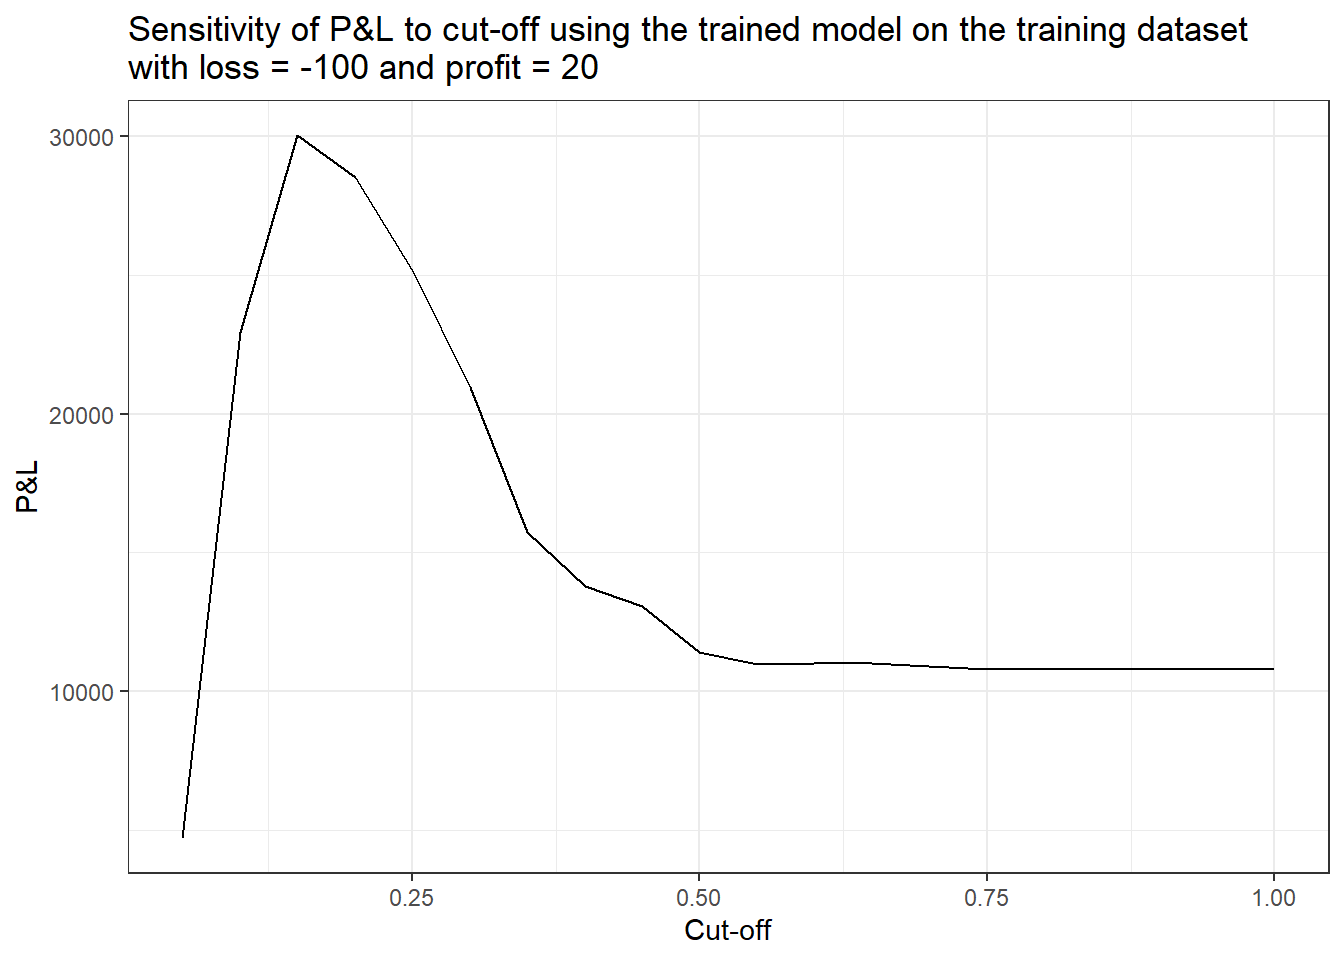 Sensitivity of P&L to cut-off using the trained model on the training dataset
with loss = -100 and profit = 20
30000
20000
10000
P&L
0.25 0.50 0.75 1.00
Cut-off